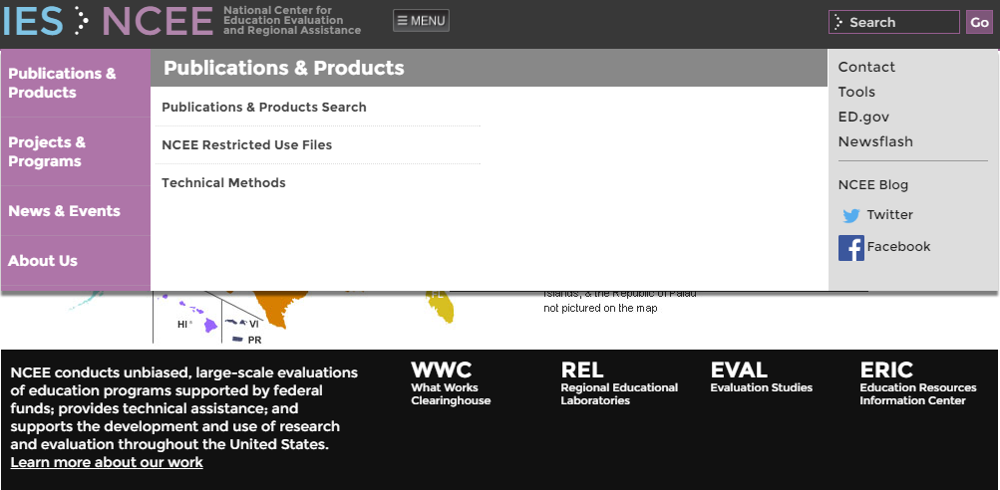 IES NCEE
National Center for
Education Evaluation
and Regional Assistance
MENU
Search
Go
Publications &
Products
Projects &
Programs
News & Events
About Us
Publications & Products
Publications & Products Search
NCEE Restricted Use Files
Technical Methods
Contact
Tools
ED.gov
Newsflash
NCEE Blog
Twitter
Facebook
FL
Islands, & the Republic of Palau
not pictured on the map
HI *
VI
PR
NCEE conducts unbiased, large-scale evaluations
of education programs supported by federal
funds; provides technical assistance; and
supports the development and use of research
and evaluation throughout the United States.
Learn more about our work
WWC
What Works
Clearinghouse
REL
Regional Educational
Laboratories
EVAL
Evaluation Studies
ERIC
Education Resources
Information Center